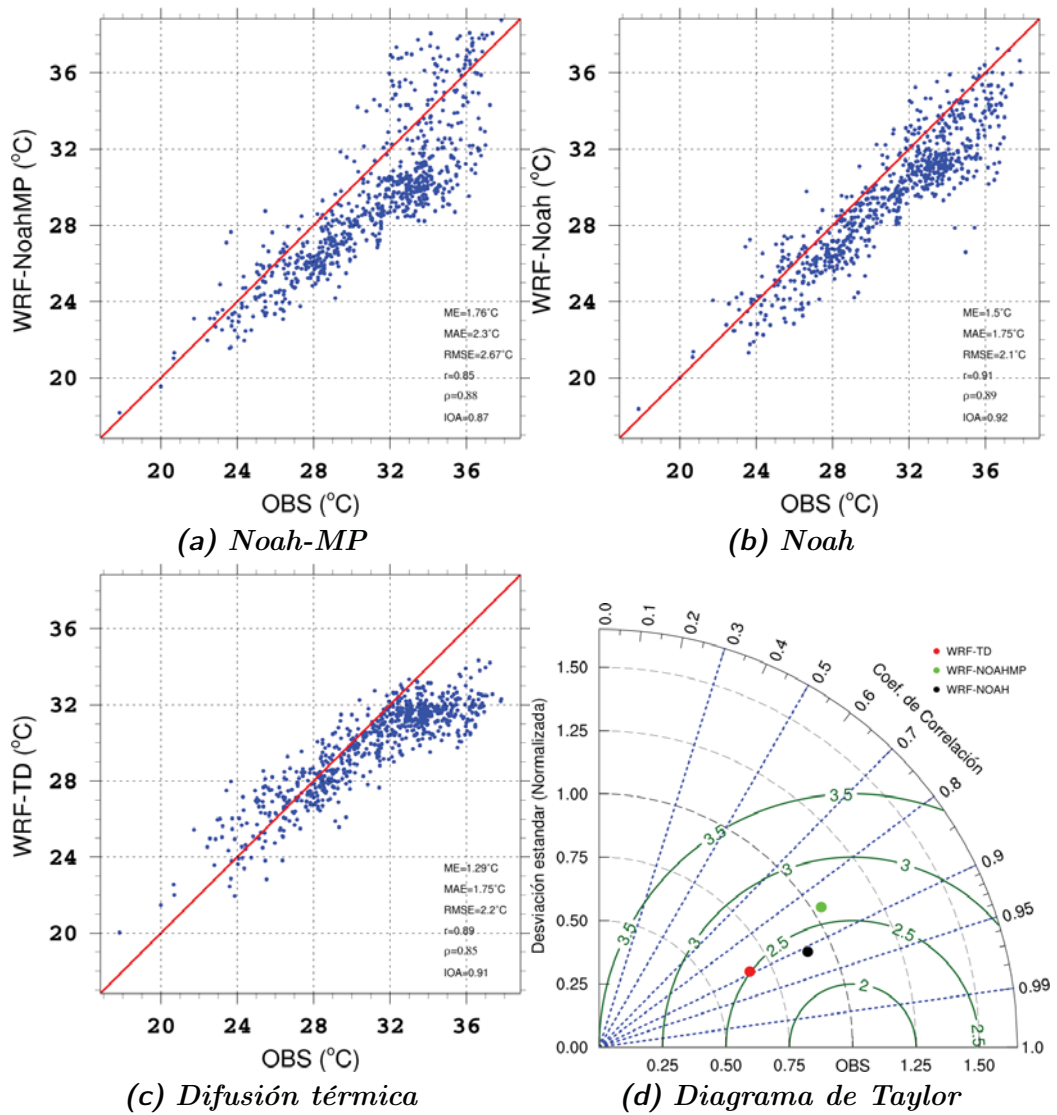 WRF-NoahMP (°C)
36
32
28
24
20
ME=1.76°C
MAE=2.3°C
RMSE=2.67°C
r=0.85
ρ=0.88
IOA=0.87
20 24 28 32 36
OBS (°C)
(a) Noah-MP
WRF-Noah (°C)
36
32
28
24
20
ME=1.5°C
MAE=1.75°C
RMSE=2.1°C
r=0.91
ρ=0.89
IOA=0.92
20 24 28 32 36
OBS (°C)
(b) Noah
WRF-TD (°C)
36
32
28
24
20
ME=1.29°C
MAE=1.75°C
RMSE=2.2°C
r=0.89
ρ=0.85
IOA=0.91
20 24 28 32 36
OBS (°C)
(c) Difusión térmica
WRF-TD
WRF-NOAHMP
WRF-NOAH
Desviación estandar (Normalizada)
1.50
1.25
1.00
0.75
0.50
0.25
0.00
0.0 0.1 0.2 0.3 0.4 0.5 0.6 0.7 0.8 0.9 0.95 0.99 1.0
Coef. de Correlación
3.5
3.5
3
3
2.5
2.5
2
2.5
0.25 0.50 0.75 OBS 1.25 1.50
(d) Diagrama de Taylor